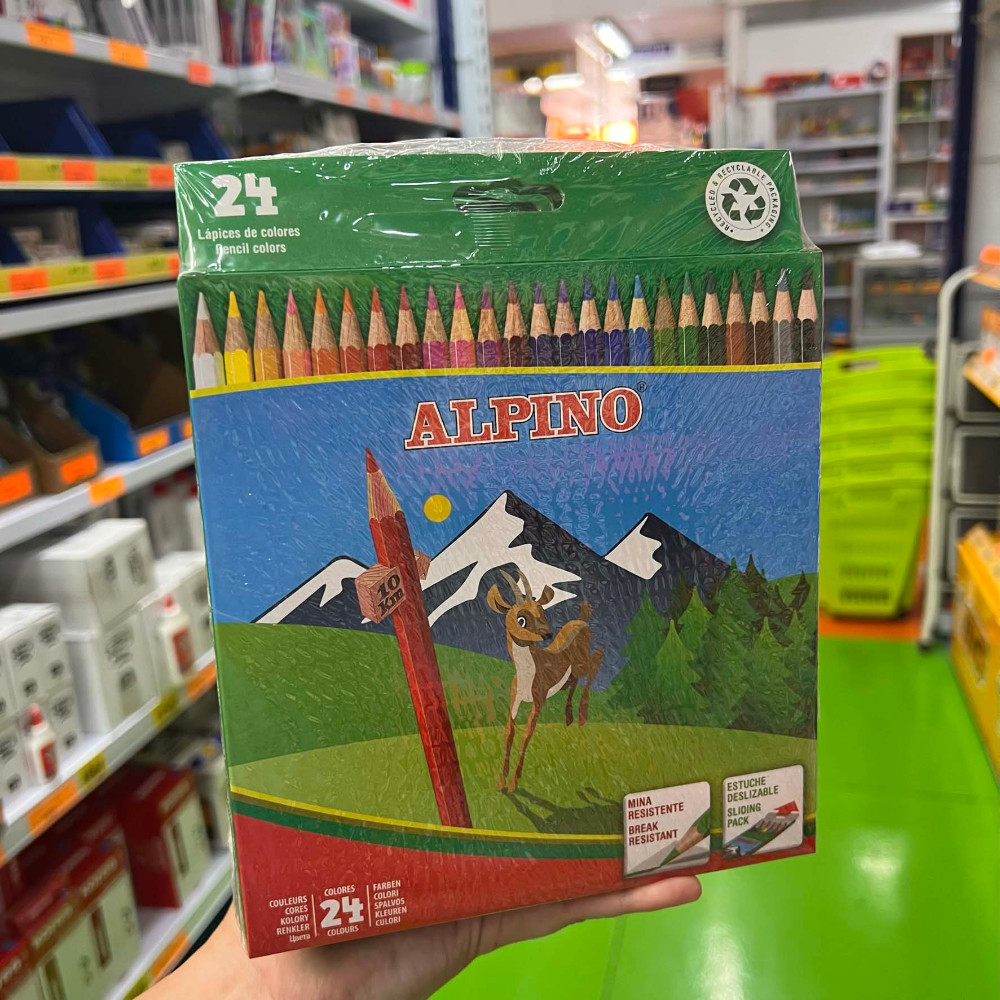 24
Lápices de colores
Pencil colors
RECYCLED & RECYCLABLE PACKAGING
ALPINO®
10
Km
MINA
RESISTENTE
BREAK
RESISTANT
ESTUCHE
DESLIZABLE
SLIDING
PACK
COULEURS
CORES
KOLORY
RENKLER
Цвета
COLORES
24
COLOURS
FARBEN
COLORI
SPALVOS
KLEUREN
CULORI